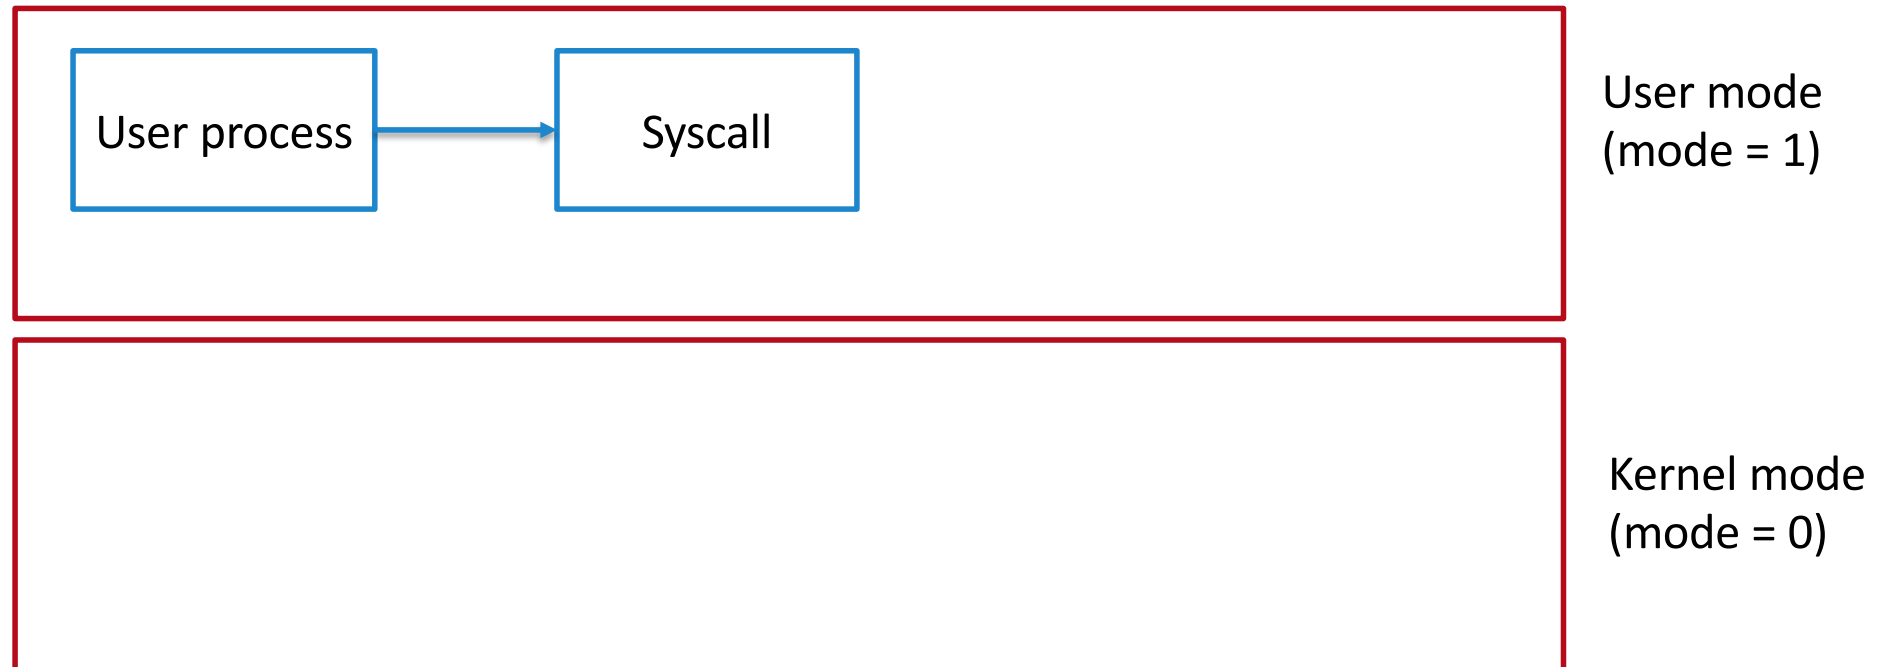 User process
Syscall
User mode
(mode = 1)
Kernel mode
(mode = 0)